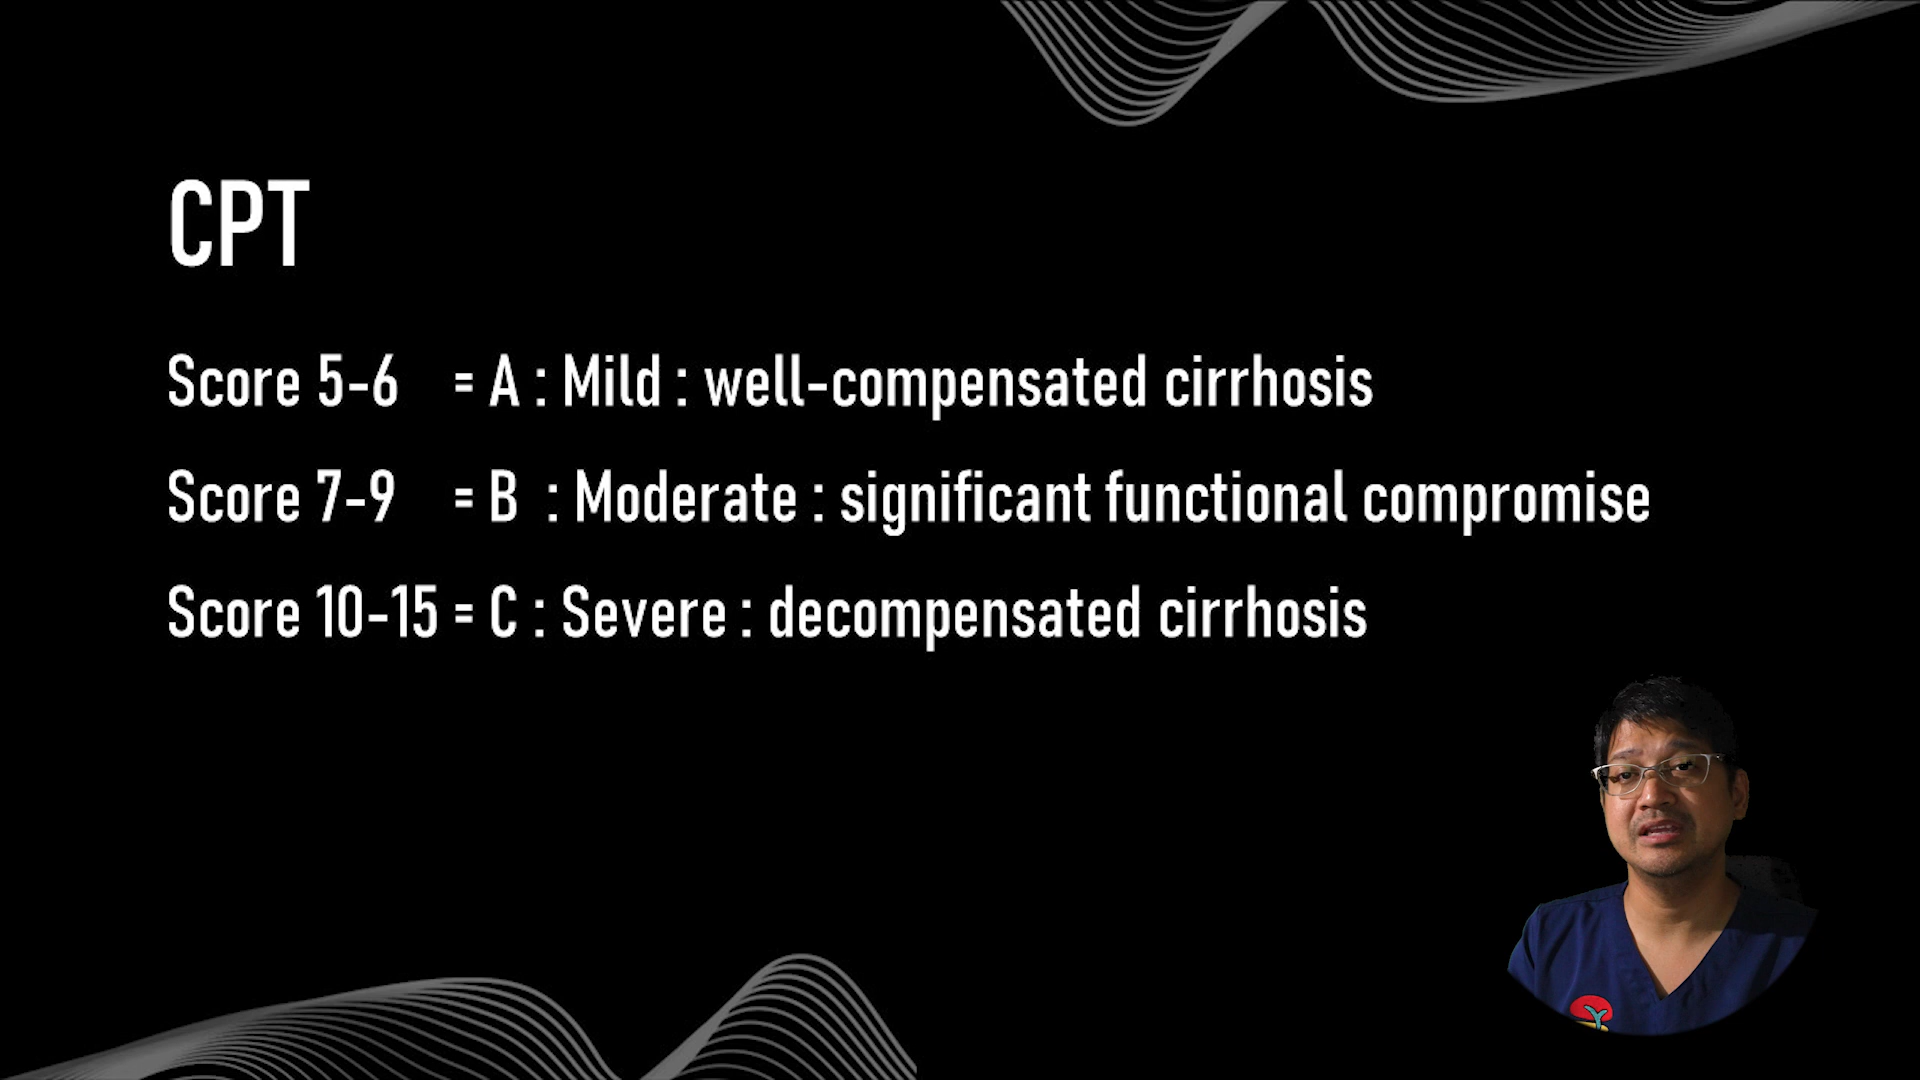 CPT
Score 5-6 = A : Mild : well-compensated cirrhosis
Score 7-9 = B : Moderate : significant functional compromise
Score 10-15 = C : Severe : decompensated cirrhosis